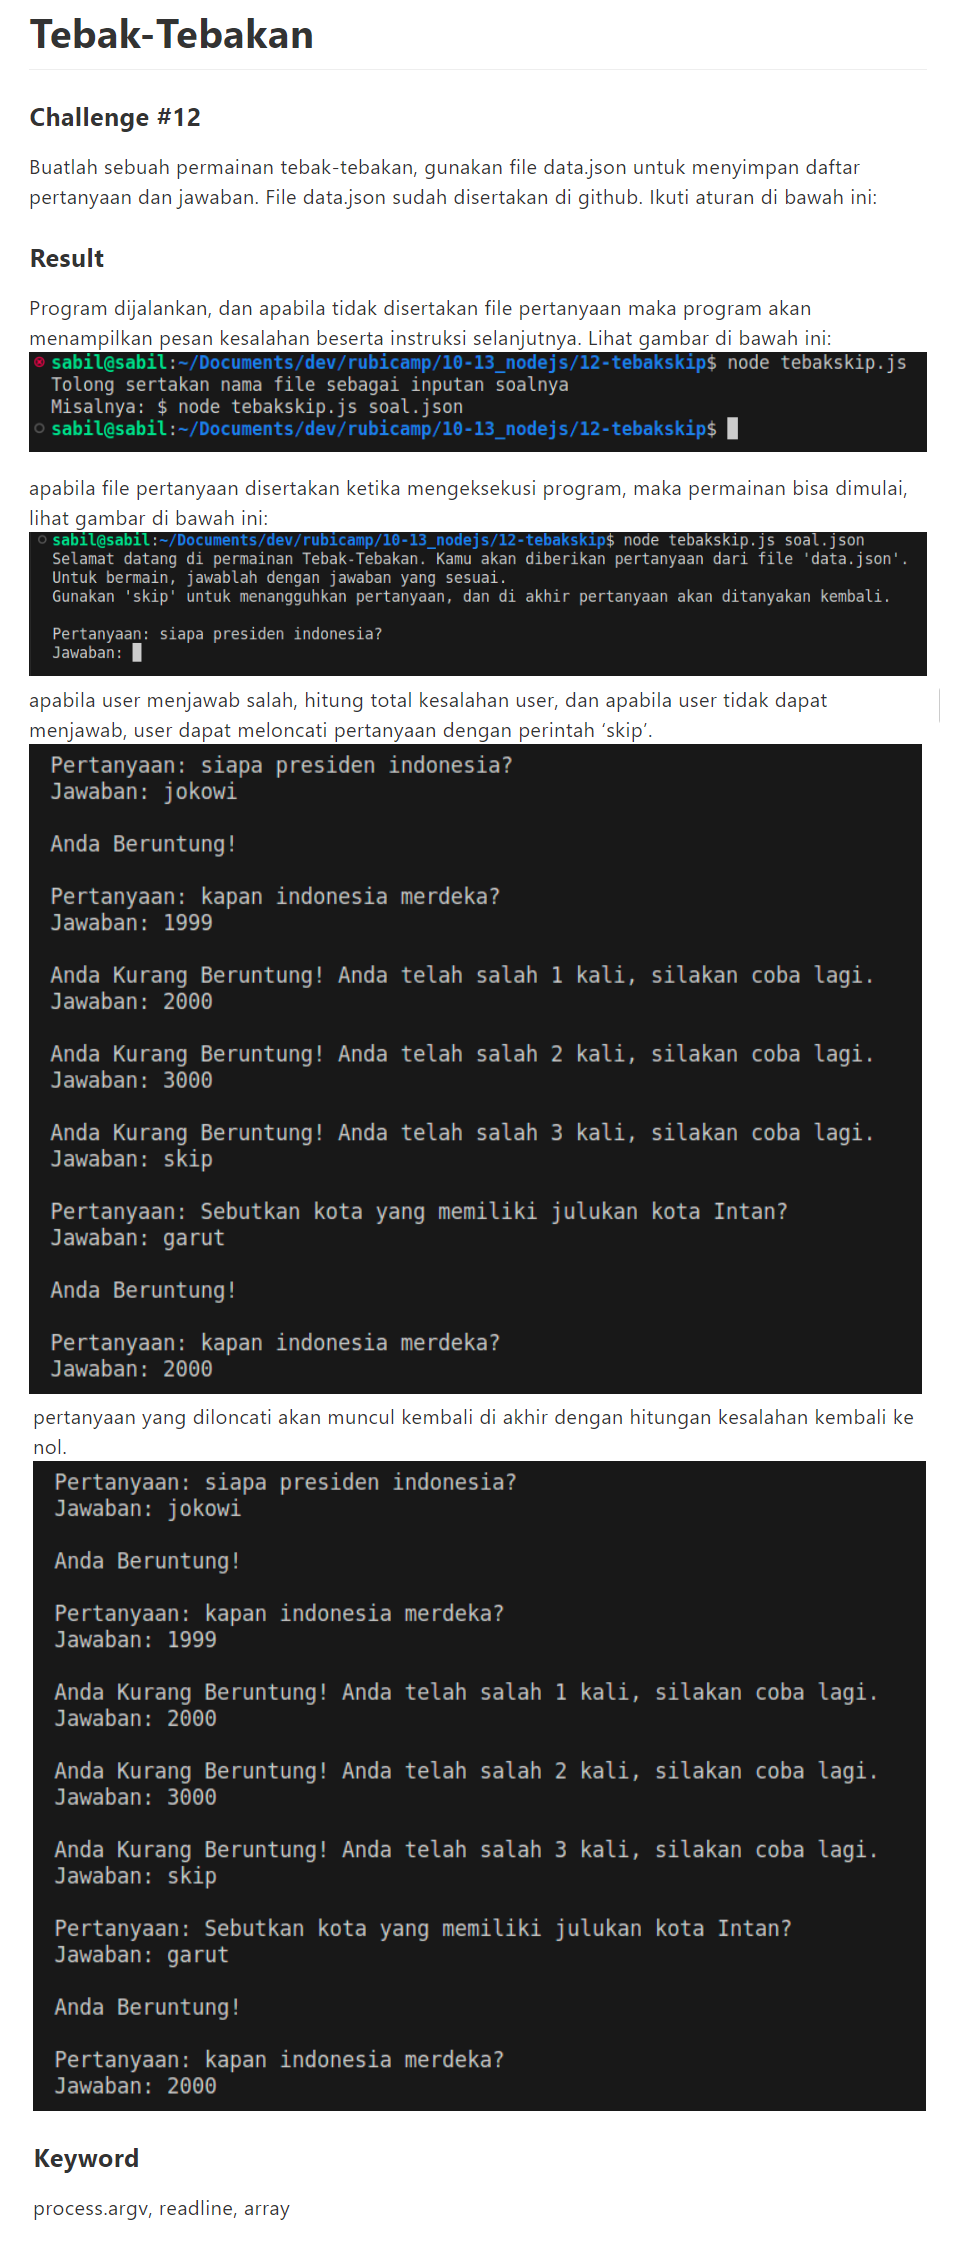 Tebak-Tebakan
Challenge #12
Buatlah sebuah permainan tebak-tebakan, gunakan file data.json untuk menyimpan daftar
pertanyaan dan jawaban. File data.json sudah disertakan di github. Ikuti aturan di bawah ini:
Result
Program dijalankan, dan apabila tidak disertakan file pertanyaan maka program akan
menampilkan pesan kesalahan beserta instruksi selanjutnya. Lihat gambar di bawah ini:
sabil@sabil:~/Documents/dev/rubicamp/10-13_nodejs/12-tebakskip$ node tebakskip.js
Tolong sertakan nama file sebagai inputan soalnya
Misalnya: $ node tebakskip.js soal.json
sabil@sabil:~/Documents/dev/rubicamp/10-13_nodejs/12-tebakskip$
apabila file pertanyaan disertakan ketika mengeksekusi program, maka permainan bisa dimulai,
lihat gambar di bawah ini:
sabil@sabil:~/Documents/dev/rubicamp/10-13_nodejs/12-tebakskip$ node tebakskip.js soal.json
Selamat datang di permainan Tebak-Tebakan. Kamu akan diberikan pertanyaan dari file 'data.json'.
Untuk bermain, jawablah dengan jawaban yang sesuai.
Gunakan 'skip' untuk menangguhkan pertanyaan, dan di akhir pertanyaan akan ditanyakan kembali.
Pertanyaan: siapa presiden indonesia?
Jawaban:
apabila user menjawab salah, hitung total kesalahan user, dan apabila user tidak dapat
menjawab, user dapat meloncati pertanyaan dengan perintah ‘skip’.
Pertanyaan: siapa presiden indonesia?
Jawaban: jokowi
Anda Beruntung!
Pertanyaan: kapan indonesia merdeka?
Jawaban: 1999
Anda Kurang Beruntung! Anda telah salah 1 kali, silakan coba lagi.
Jawaban: 2000
Anda Kurang Beruntung! Anda telah salah 2 kali, silakan coba lagi.
Jawaban: 3000
Anda Kurang Beruntung! Anda telah salah 3 kali, silakan coba lagi.
Jawaban: skip
Pertanyaan: Sebutkan kota yang memiliki julukan kota Intan?
Jawaban: garut
Anda Beruntung!
Pertanyaan: kapan indonesia merdeka?
Jawaban: 2000
pertanyaan yang diloncati akan muncul kembali di akhir dengan hitungan kesalahan kembali ke
nol.
Pertanyaan: siapa presiden indonesia?
Jawaban: jokowi
Anda Beruntung!
Pertanyaan: kapan indonesia merdeka?
Jawaban: 1999
Anda Kurang Beruntung! Anda telah salah 1 kali, silakan coba lagi.
Jawaban: 2000
Anda Kurang Beruntung! Anda telah salah 2 kali, silakan coba lagi.
Jawaban: 3000
Anda Kurang Beruntung! Anda telah salah 3 kali, silakan coba lagi.
Jawaban: skip
Pertanyaan: Sebutkan kota yang memiliki julukan kota Intan?
Jawaban: garut
Anda Beruntung!
Pertanyaan: kapan indonesia merdeka?
Jawaban: 2000
Keyword
process.argv, readline, array